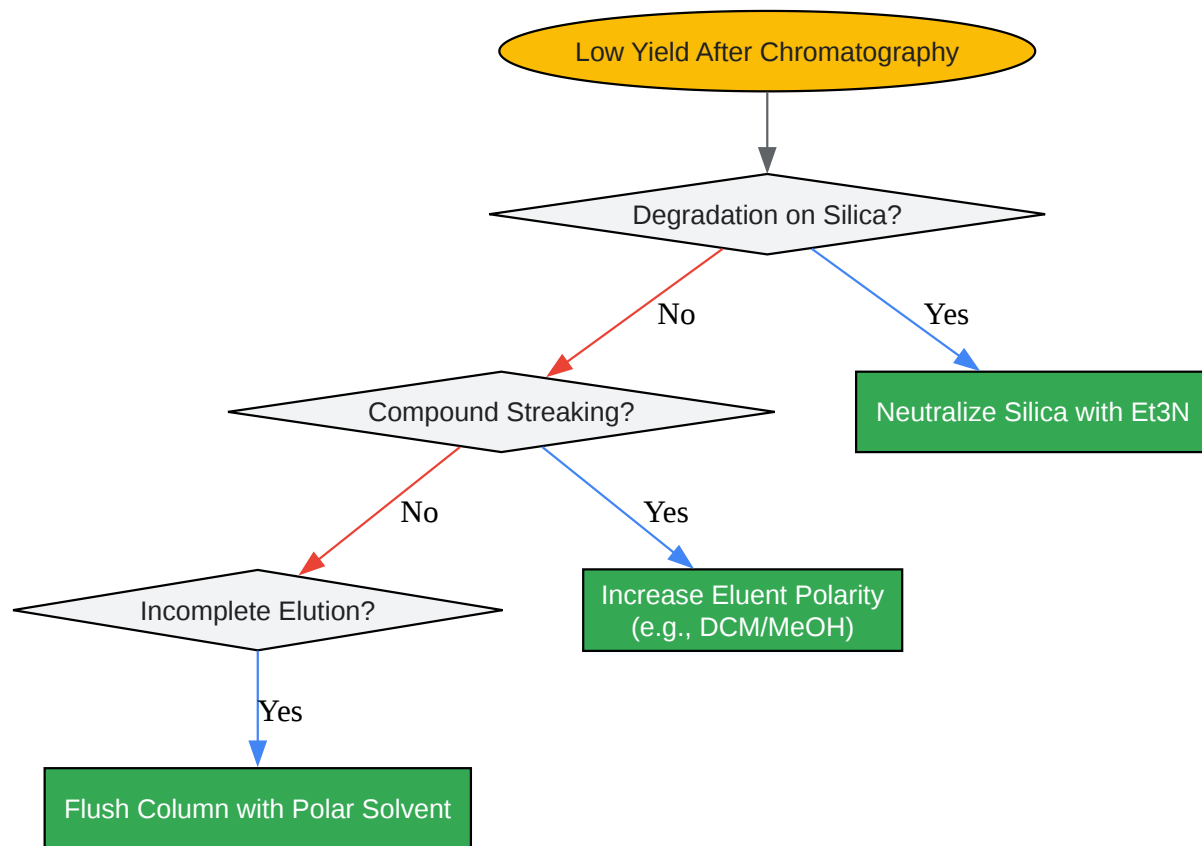 Low Yield After Chromatography
Degradation on Silica?
No
Yes
Compound Streaking?
Neutralize Silica with Et3N
No
Yes
Incomplete Elution?
Increase Eluent Polarity
(e.g., DCM/MeOH)
Yes
Flush Column with Polar Solvent